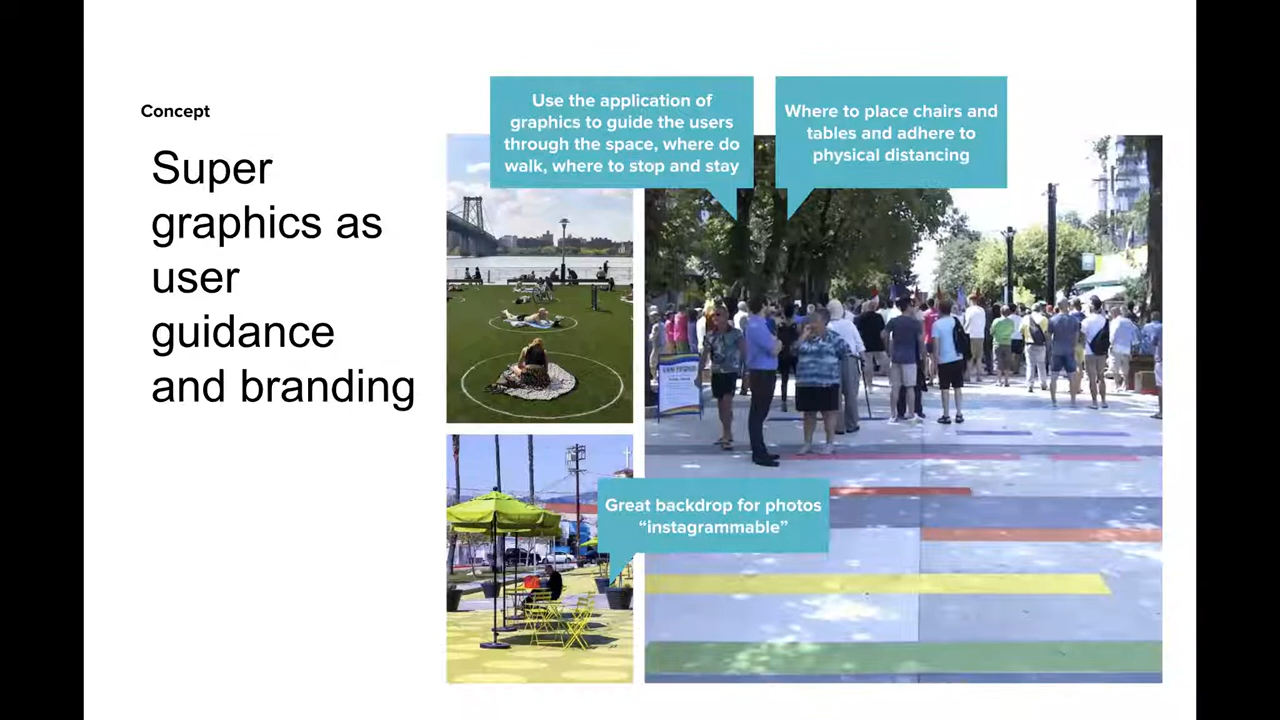 Concept
Super
graphics as
user
guidance
and branding
Use the application of
graphics to guide the users
through the space, where do
walk, where to stop and stay
Where to place chairs and
tables and adhere to
physical distancing
Great backdrop for photos
“instagrammable”